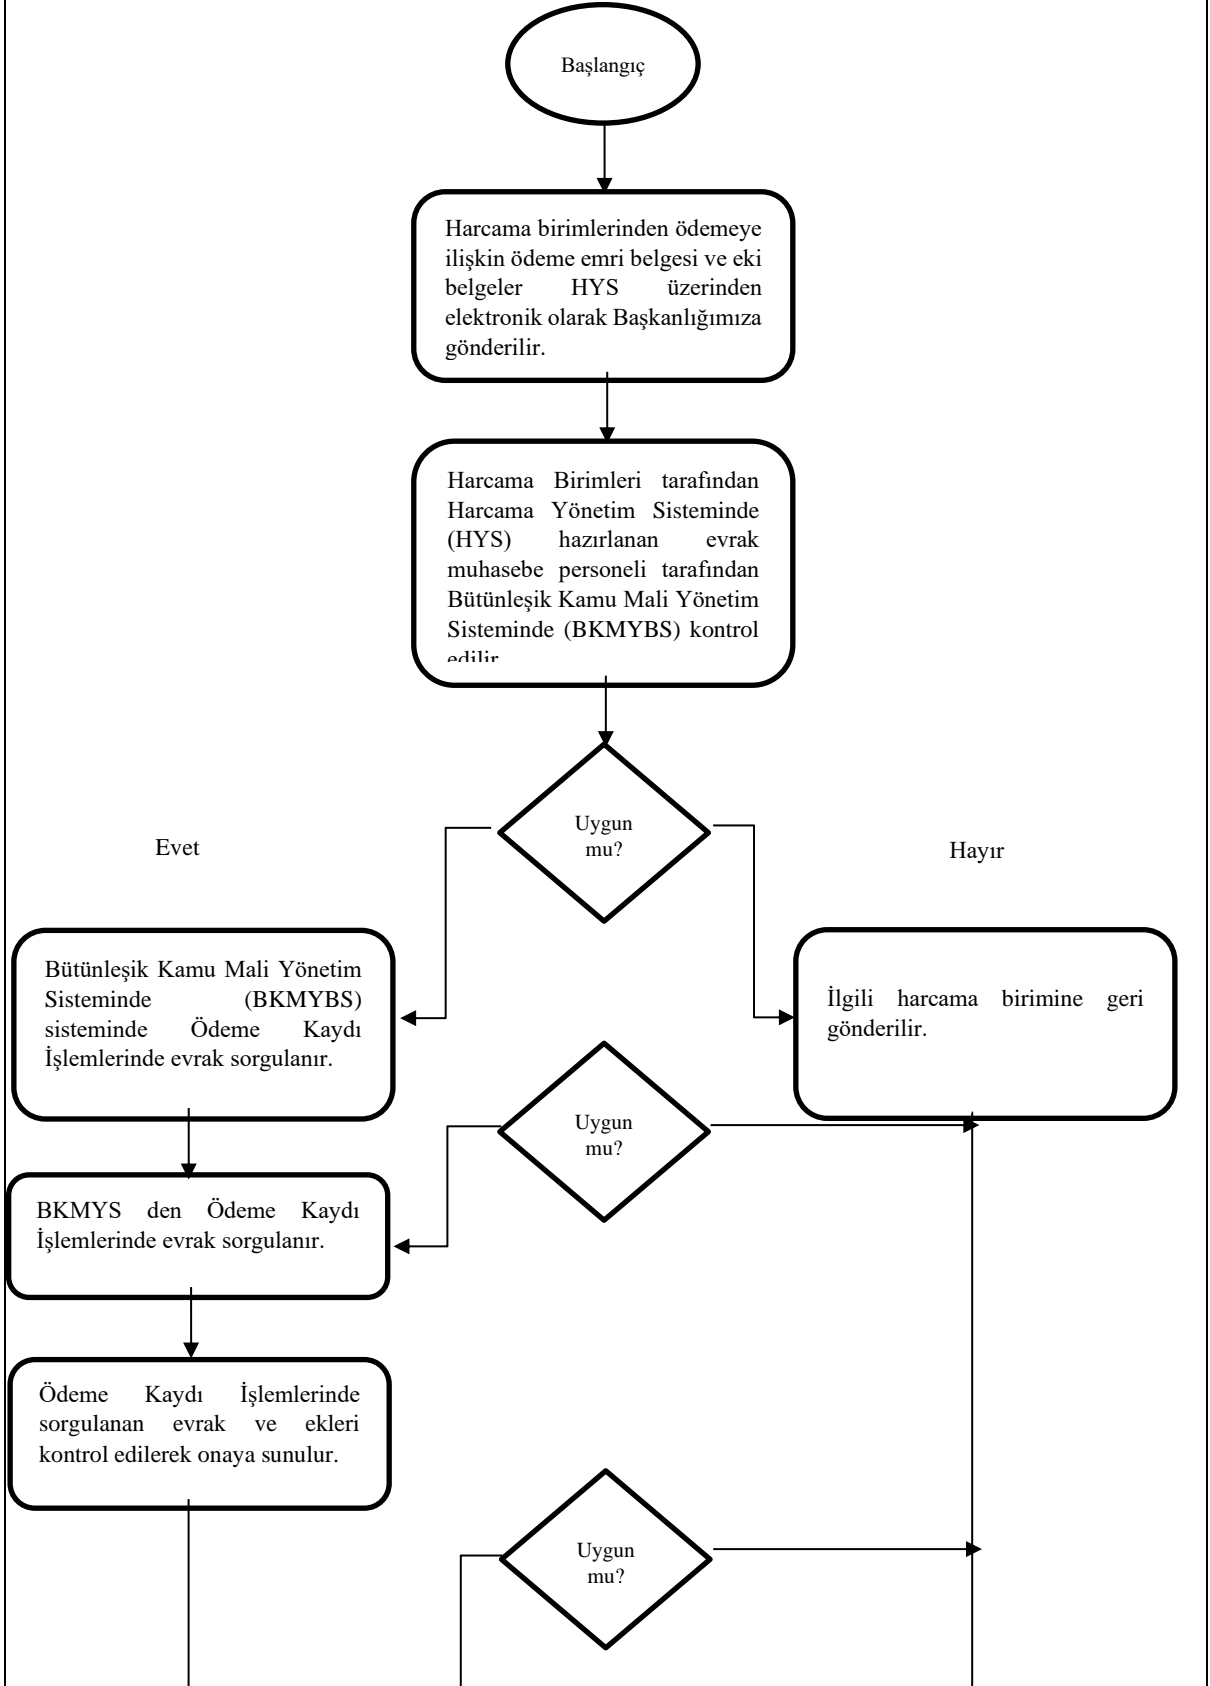 Başlangıç
Harcama birimlerinden ödemeye
ilişkin ödeme emri belgesi ve eki
belgeler HYS üzerinden
elektronik olarak Başkanlığımıza
gönderilir.
Harcama Birimleri tarafından
Harcama Yönetim Sisteminde
(HYS) hazırlanan evrak
muhasebe personeli tarafından
Bütünleşik Kamu Mali Yönetim
Sisteminde (BKMYBS) kontrol
edilir.
Uygun
mu?
Evet
Hayır
Bütünleşik Kamu Mali Yönetim
Sisteminde (BKMYBS)
sisteminde Ödeme Kaydı
İşlemlerinde evrak sorgulanır.
İlgili harcama birimine geri
gönderilir.
Uygun
mu?
BKMYS den Ödeme Kaydı
İşlemlerinde evrak sorgulanır.
Ödeme Kaydı İşlemlerinde
sorgulanan evrak ve ekleri
kontrol edilerek onaya sunulur.
Uygun
mu?